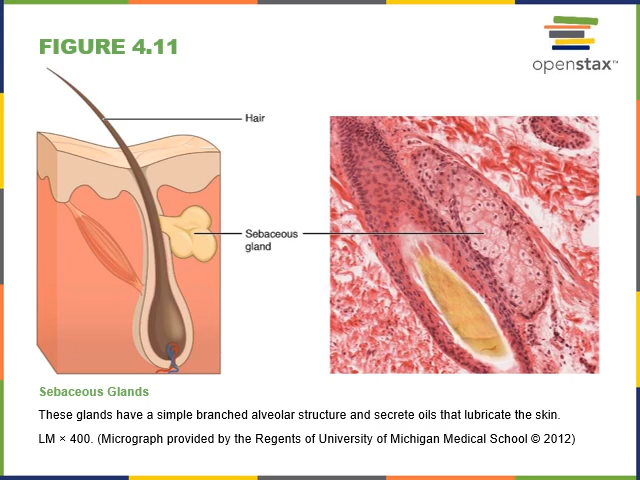 FIGURE 4.11
openstax™
Hair
Sebaceous
gland
Sebaceous Glands
These glands have a simple branched alveolar structure and secrete oils that lubricate the skin.
LM × 400. (Micrograph provided by the Regents of University of Michigan Medical School © 2012)